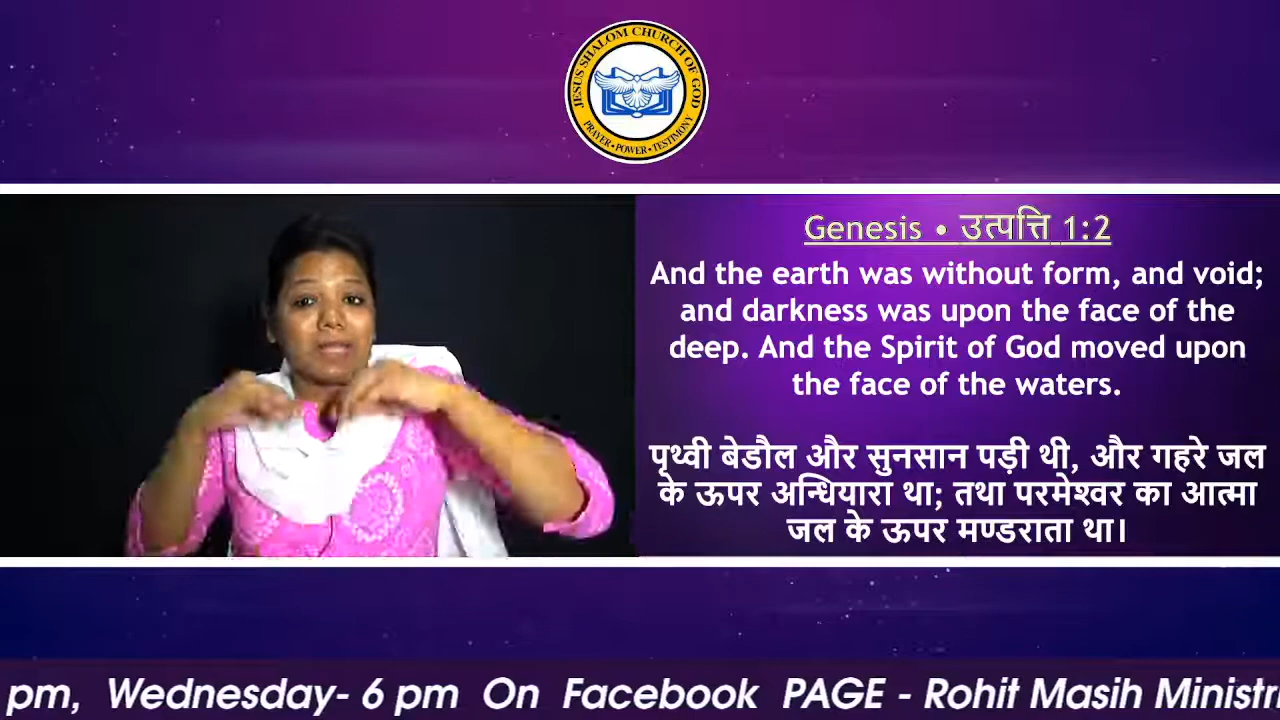 JESUS SHALOM CHURCH OF GOD
PRAYER • POWER • TESTIMONY
Genesis • उत्पत्ति 1:2
And the earth was without form, and void;
and darkness was upon the face of the
deep. And the Spirit of God moved upon
the face of the waters.
पृथ्वी बेडौल और सुनसान पड़ी थी, और गहरे जल
के ऊपर अन्धियारा था; तथा परमेश्वर का आत्मा
जल के ऊपर मण्डराता था।
pm, Wednesday- 6 pm On Facebook PAGE - Rohit Masih Ministr